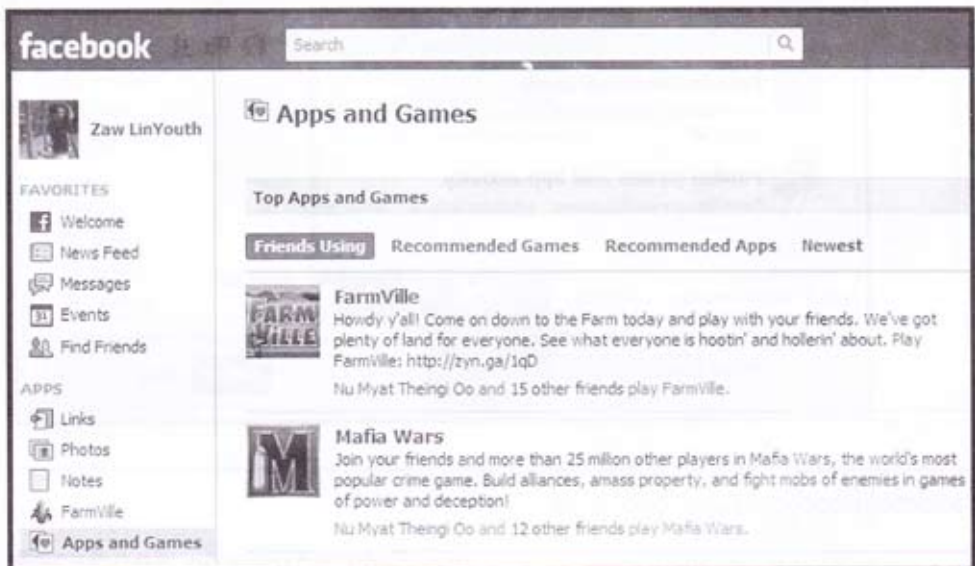 facebook
Search
Zaw LinYouth
FAVORITES
Welcome
News Feed
Messages
31 Events
Find Friends
APPS
Links
Photos
Notes
FarmVille
Apps and Games
Apps and Games
Top Apps and Games
Friends Using Recommended Games Recommended Apps Newest
FARM
VILLE
FarmVille
Howdy y'all! Come on down to the Farm today and play with your friends. We've got
plenty of land for everyone. See what everyone is hootin' and hollerin' about. Play
FarmVille: http://zyn.ga/1qD
Nu Myat Theingi Oo and 15 other friends play FarmVille.
Mafia Wars
Join your friends and more than 25 million other players in Mafia Wars, the world's most
popular crime game. Build alliances, amass property, and fight mobs of enemies in games
of power and deception!
Nu Myat Theingi Oo and 12 other friends play Mafia Wars.